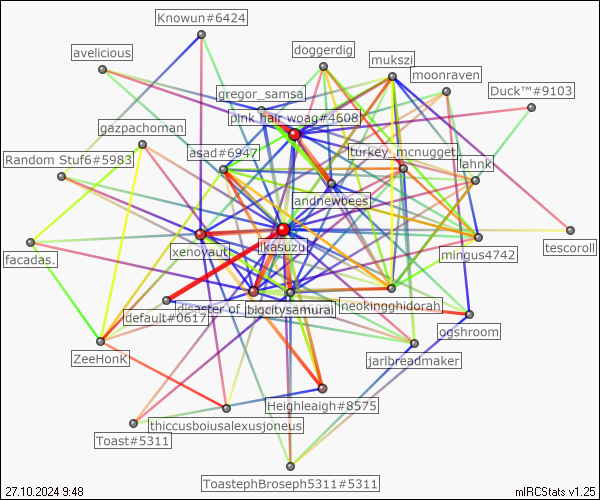 Knowun#6424
avelicious
doggerdig
mukszi
moonraven
Duck™#9103
gregor_samsa
pink hair woag#4608
gazpachoman
asad#6947
turkey_mcnugget
lahnk
Random Stuf6#5983
andnewbees
facadas.
xenovaut
ikasuzu
mingus4742
tescoroll
default#0617
disaster of
bigcitysamurai
neokingghidorah
ogshroom
ZeeHonk
jarlbreadmaker
Heighleaigh#8575
thiccusboiusalexusjoneus
Toast#5311
ToastephBroseph5311#5311
27.10.2024 9:48
mIRCStats v1.25